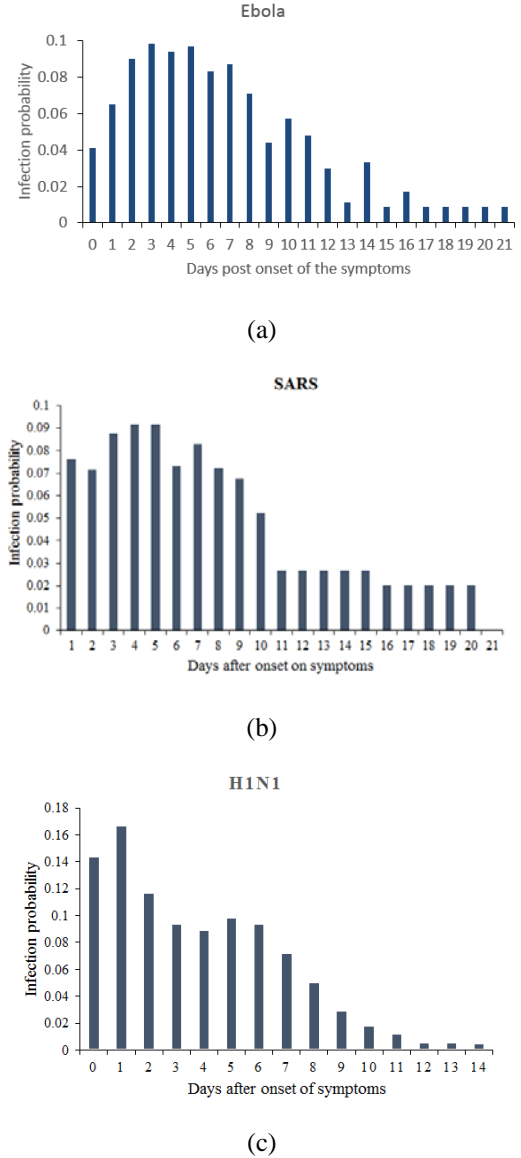 Ebola
Infection probability
0.1
0.08
0.06
0.04
0.02
0
0 1 2 3 4 5 6 7 8 9 10 11 12 13 14 15 16 17 18 19 20 21
Days post onset of the symptoms
(a)
SARS
Infection probability
0.1
0.09
0.08
0.07
0.06
0.05
0.04
0.03
0.02
0.01
0
1 2 3 4 5 6 7 8 9 10 11 12 13 14 15 16 17 18 19 20 21
Days after onset on symptoms
(b)
H1N1
Infection probability
0.18
0.16
0.14
0.12
0.1
0.08
0.06
0.04
0.02
0
0 1 2 3 4 5 6 7 8 9 10 11 12 13 14
Days after onset of symptoms
(c)